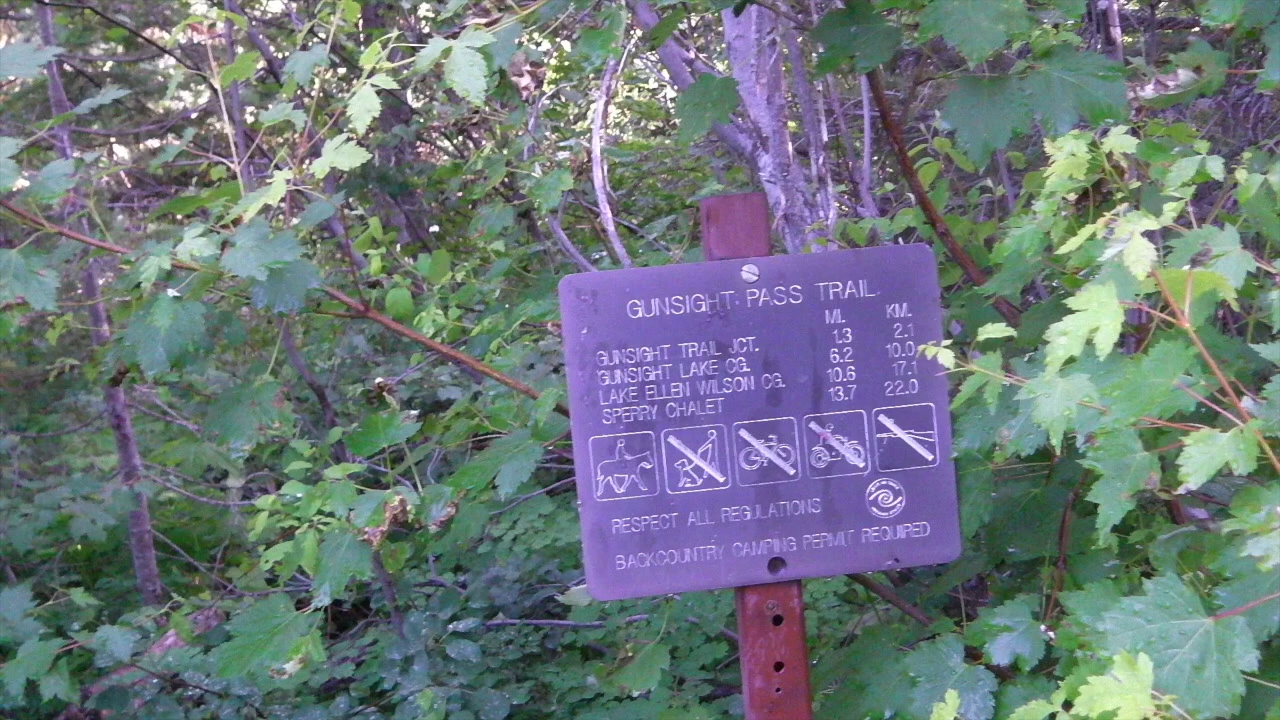 GUNSIGHT PASS TRAIL
MI. KM.
GUNSIGHT TRAIL JCT. 1.3 2.1
GUNSIGHT LAKE CG. 6.2 10.0
LAKE ELLEN WILSON CG. 10.6 17.1
SPERRY CHALET 13.7 22.0
RESPECT ALL REGULATIONS
BACKCOUNTRY CAMPING PERMIT REQUIRED